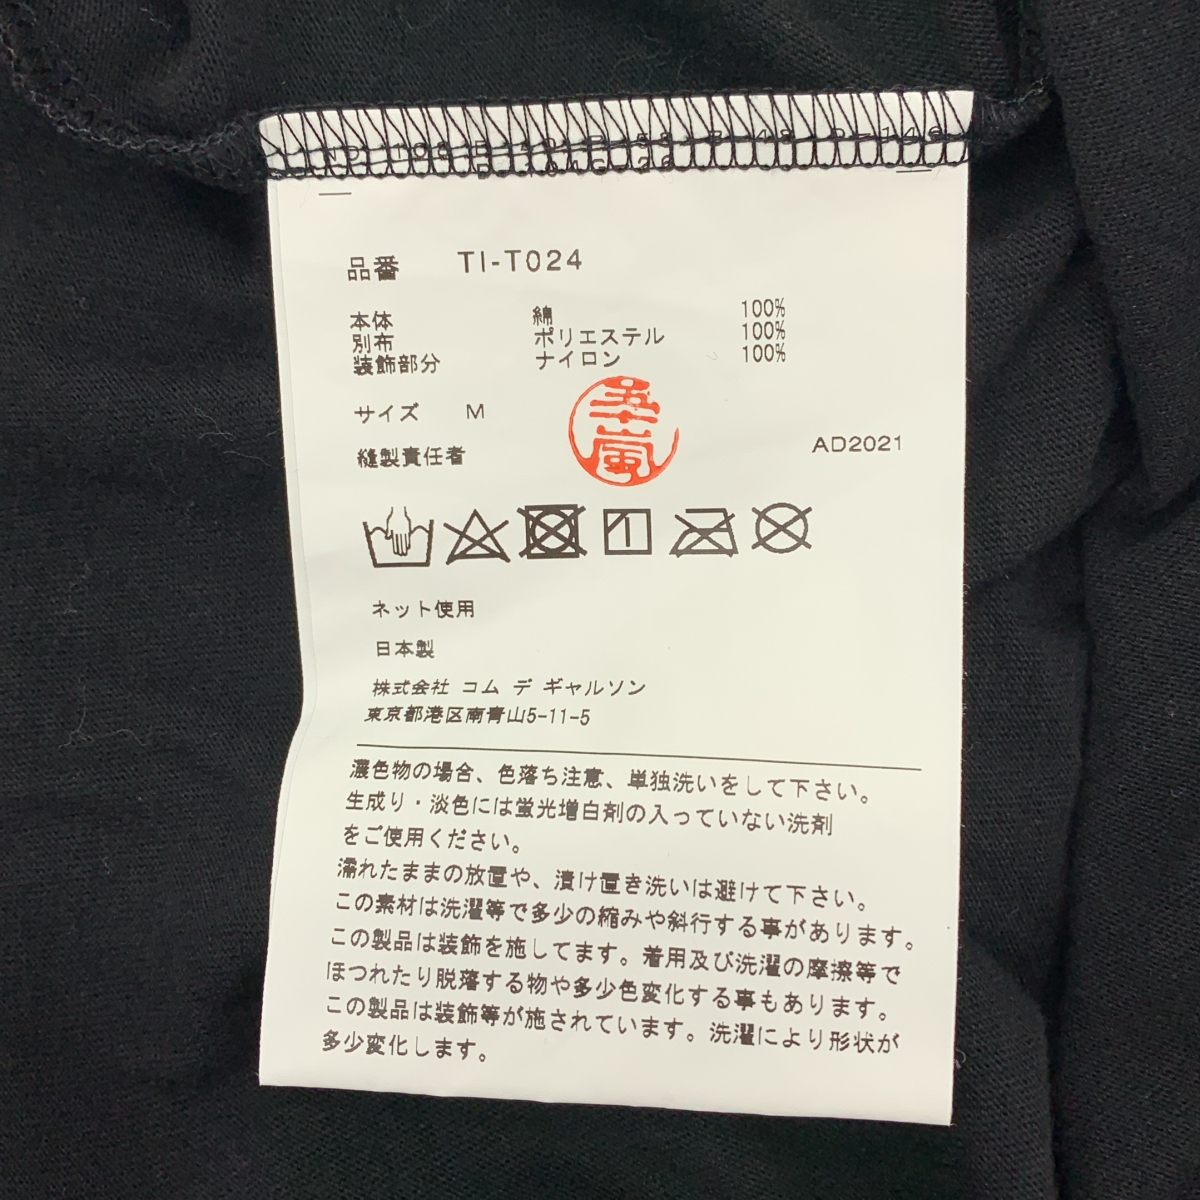 品番 TI-T024
本体 綿 100%
別布 ポリエステル 100%
装飾部分 ナイロン 100%
サイズ M
五十嵐
縫製責任者 AD2021
ネット使用
日本製
株式会社 コム デ ギャルソン
東京都港区南青山5-11-5
濃色物の場合、色落ち注意、単独洗いをして下さい。
生成り・淡色には蛍光増白剤の入っていない洗剤
をご使用ください。
濡れたままの放置や、漬け置き洗いは避けて下さい。
この素材は洗濯等で多少の縮みや斜行する事があります。
この製品は装飾を施してます。着用及び洗濯の摩擦等で
ほつれたり脱落する物や多少色変化する事もあります。
この製品は装飾等が施されています。洗濯により形状が
多少変化します。